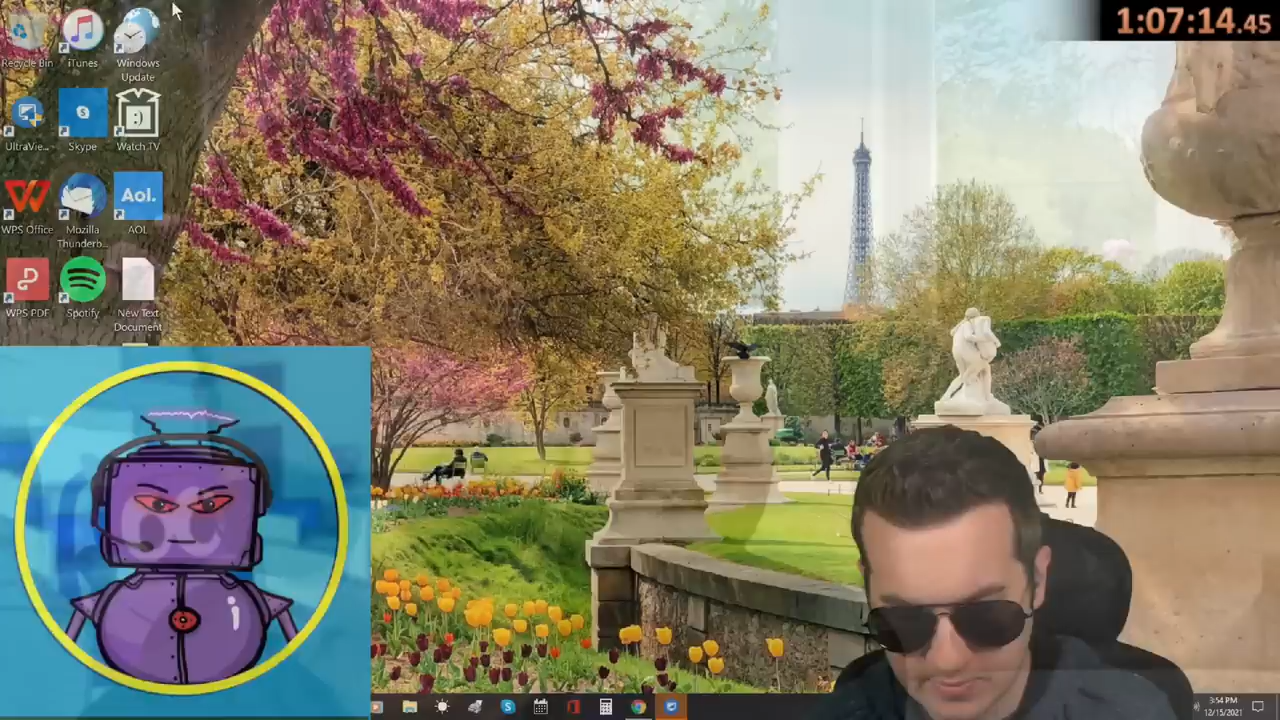 1:07:14.45
Recycle Bin
iTunes
Windows
Update
UltraVie...
Skype
Watch TV
WPS Office
Mozilla
Thunderb...
Aol.
AOL
WPS PDF
Spotify
New Text
Document
3:54 PM
12/15/2021